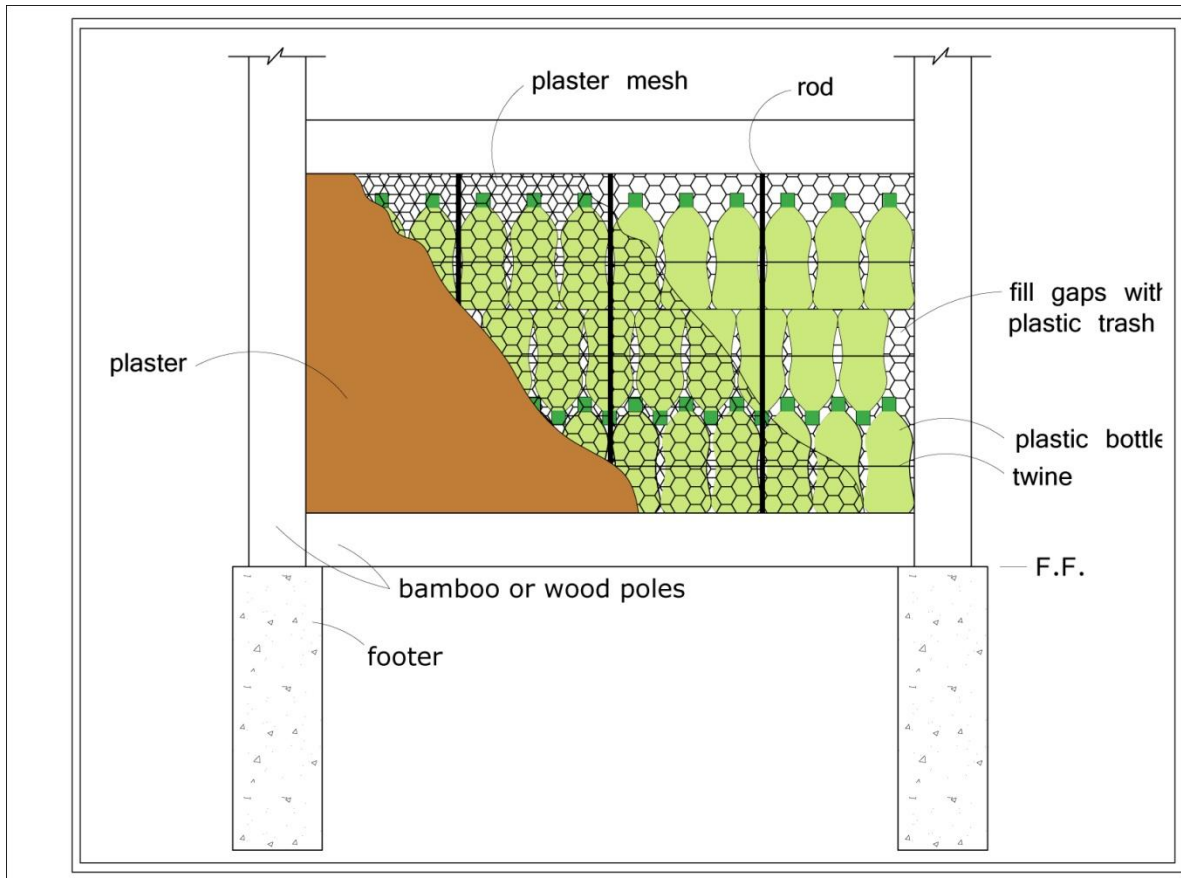 plaster mesh
rod
fill gaps with
plastic trash
plaster
plastic bottle
twine
F.F.
bamboo or wood poles
footer